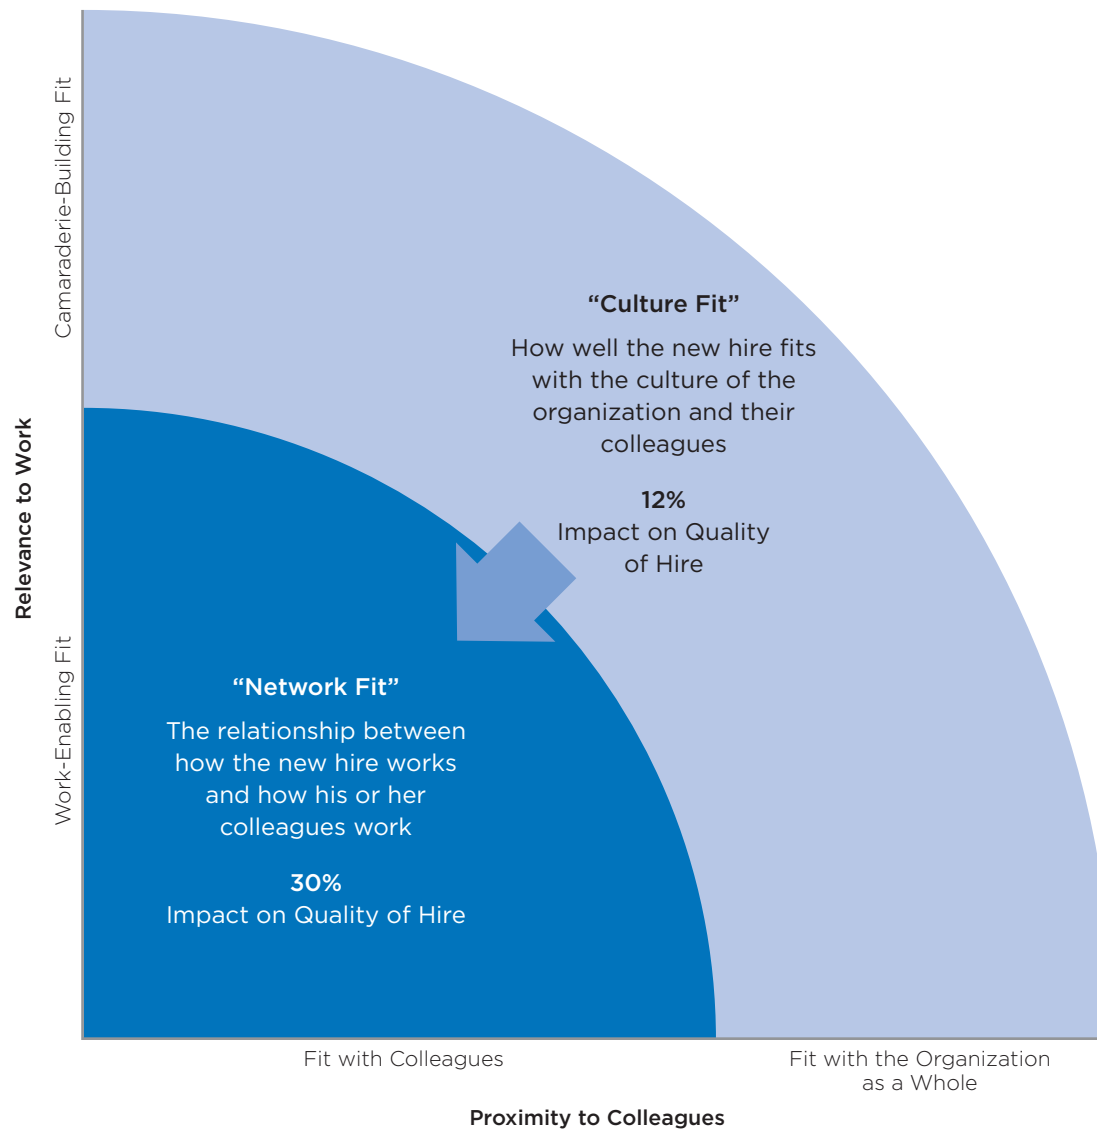 Relevance to Work
Camaraderie-Building Fit
Work-Enabling Fit
“Culture Fit”
How well the new hire fits
with the culture of the
organization and their
colleagues
12%
Impact on Quality
of Hire
“Network Fit”
The relationship between
how the new hire works
and how his or her
colleagues work
30%
Impact on Quality of Hire
Fit with Colleagues
Fit with the Organization
as a Whole
Proximity to Colleagues